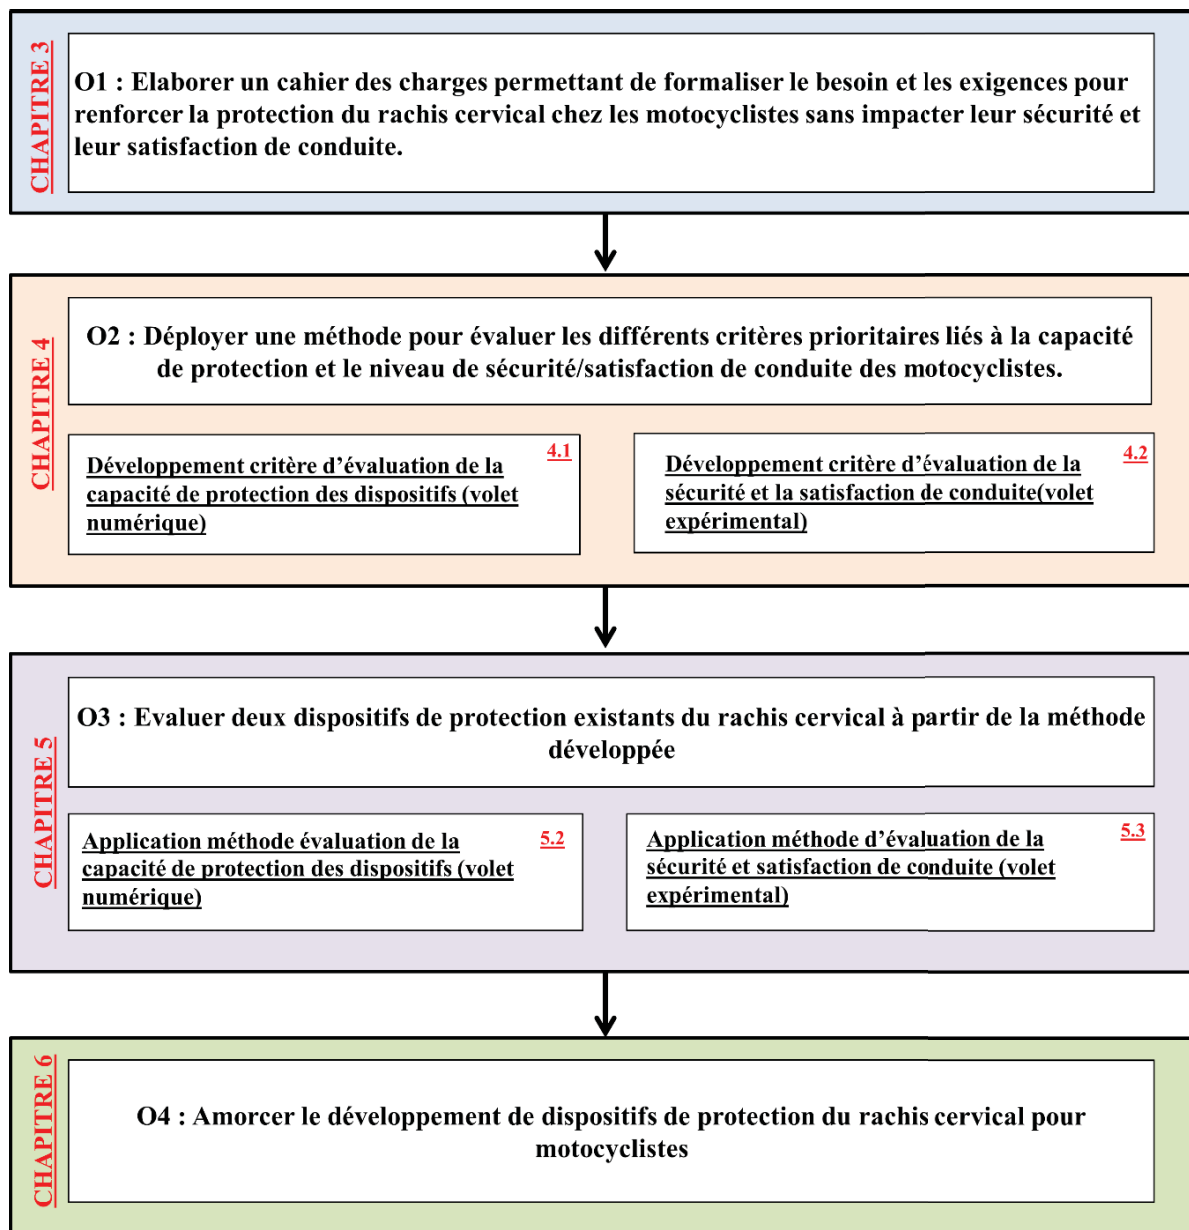 CHAPITRE 3
O1 : Elaborer un cahier des charges permettant de formaliser le besoin et les exigences pour
renforcer la protection du rachis cervical chez les motocyclistes sans impacter leur sécurité et
leur satisfaction de conduite.
CHAPITRE 4
O2 : Déployer une méthode pour évaluer les différents critères prioritaires liés à la capacité
de protection et le niveau de sécurité/satisfaction de conduite des motocyclistes.
4.1
Développement critère d'évaluation de la
capacité de protection des dispositifs (volet
numérique)
4.2
Développement critère d'évaluation de la
sécurité et la satisfaction de conduite(volet
expérimental)
CHAPITRE 5
O3 : Evaluer deux dispositifs de protection existants du rachis cervical à partir de la méthode
développée
5.2
Application méthode évaluation de la
capacité de protection des dispositifs (volet
numérique)
5.3
Application méthode d'évaluation de la
sécurité et satisfaction de conduite (volet
expérimental)
CHAPITRE 6
O4 : Amorcer le développement de dispositifs de protection du rachis cervical pour
motocyclistes